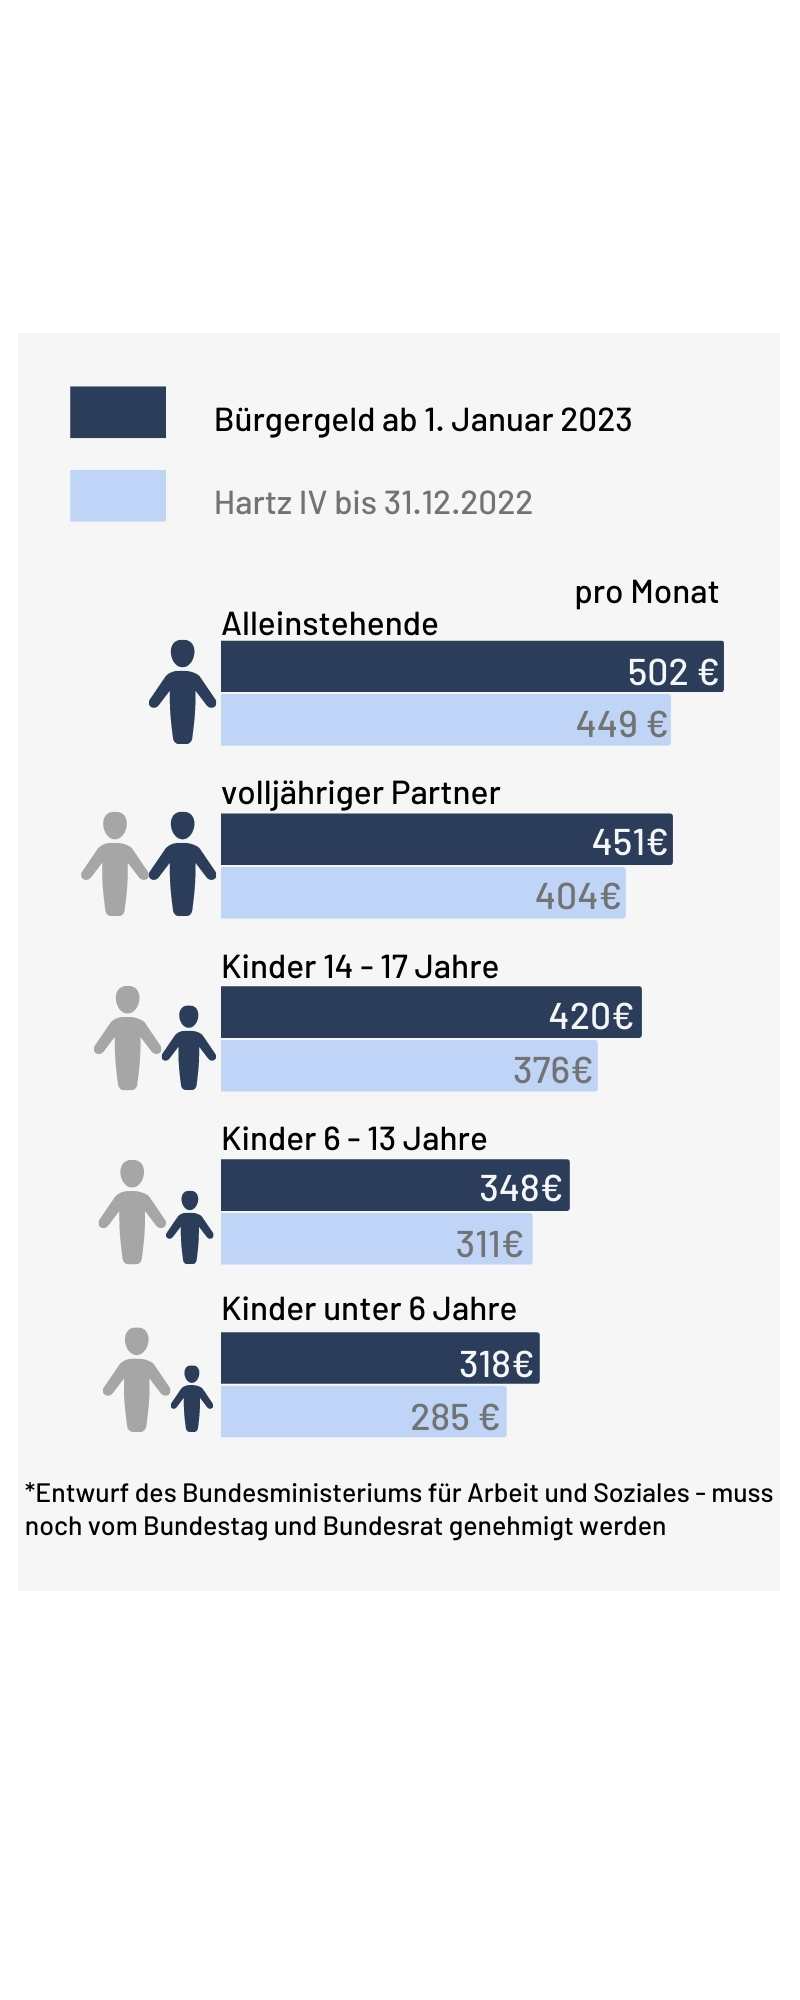 Bürgergeld ab 1. Januar 2023
Hartz IV bis 31.12.2022
pro Monat
Alleinstehende
502 €
449 €
volljähriger Partner
451€
404€
Kinder 14 - 17 Jahre
420€
376€
Kinder 6 - 13 Jahre
348€
311€
Kinder unter 6 Jahre
318€
285 €
*Entwurf des Bundesministeriums für Arbeit und Soziales - muss
noch vom Bundestag und Bundesrat genehmigt werden